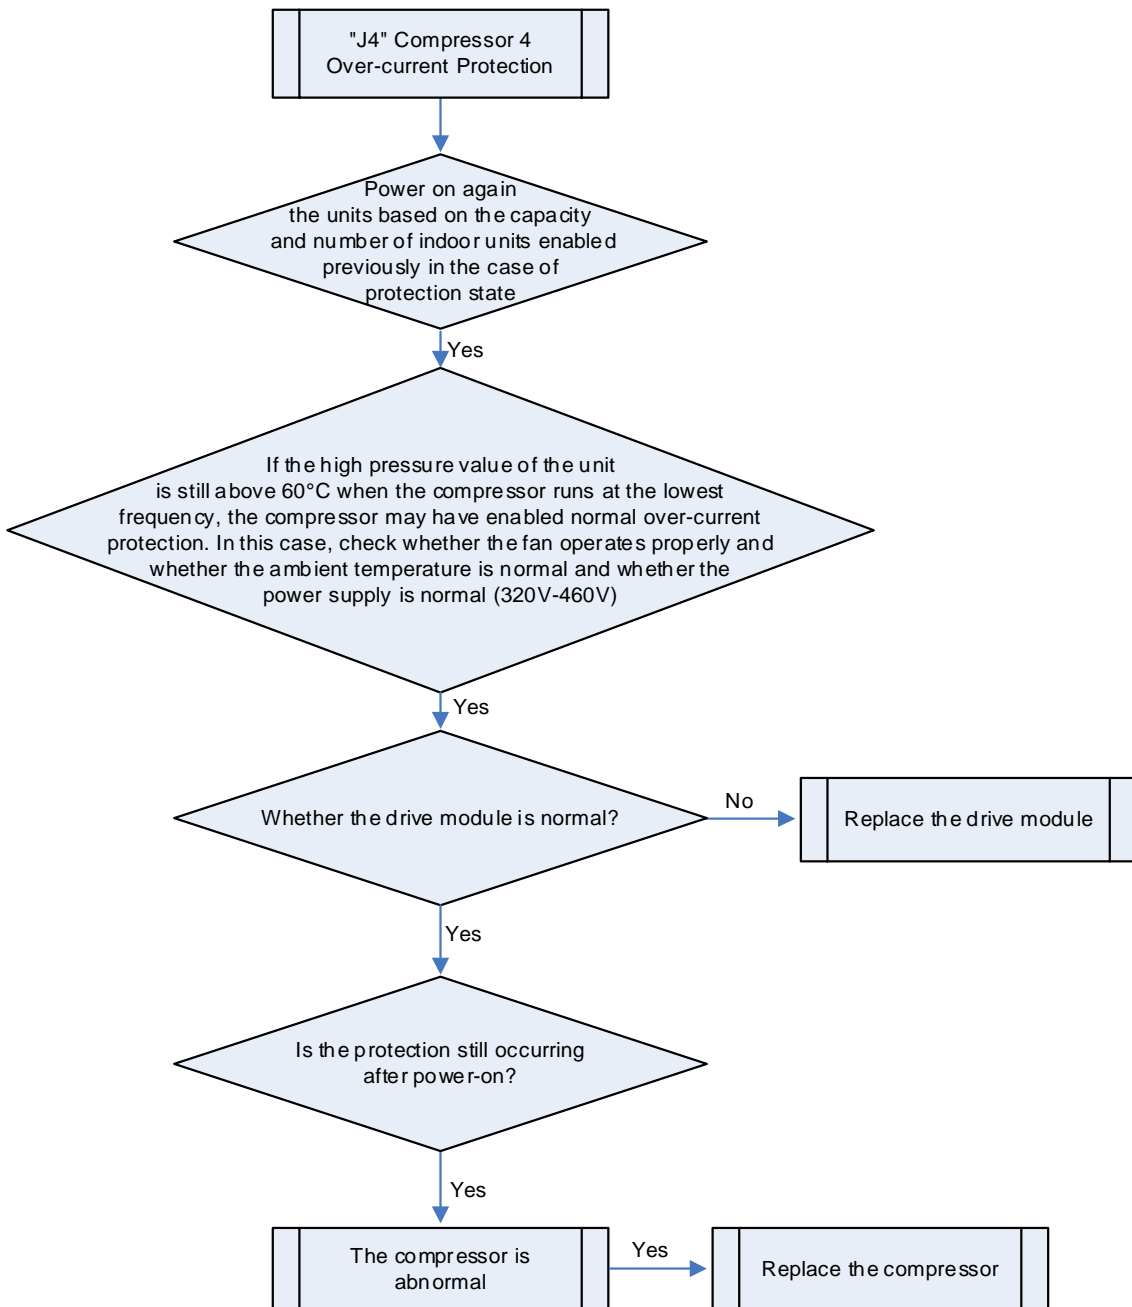 "J4" Compressor 4
Over-current Protection
Power on again
the units based on the capacity
and number of indoor units enabled
previously in the case of
protection state
Yes
If the high pressure value of the unit
is still above 60°C when the compressor runs at the lowest
frequency, the compressor may have enabled normal over-current
protection. In this case, check whether the fan operates properly and
whether the ambient temperature is normal and whether the
power supply is normal (320V-460V)
Yes
Whether the drive module is normal?
No
Replace the drive module
Yes
Is the protection still occurring
after power-on?
Yes
The compressor is
abnormal
Yes
Replace the compressor